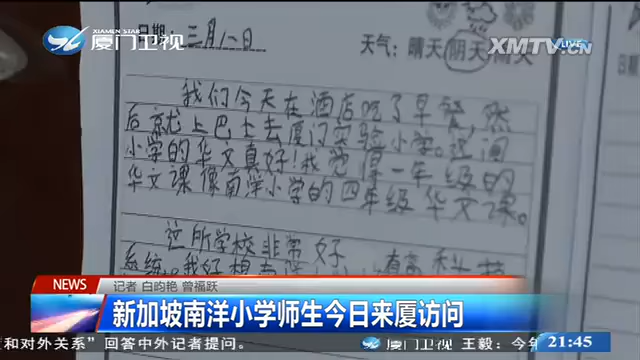 厦门卫视
XIAMEN STAR
XMTV.CN
LIVE
日期：三月八日
天气：晴天 阴天 雨天
日期
我们今天在酒店吃了早餐，然
后就上巴士去厦门实验小学。这间
小学的华文真好！我觉得一年级的
华文课像南洋小学的四年级华文课。
这所学校非常好
NEWS
记者 白昀艳 曾福跃
新加坡南洋小学师生今日来厦访问
和对外关系”回答中外记者提问。
王毅：今年
21:45